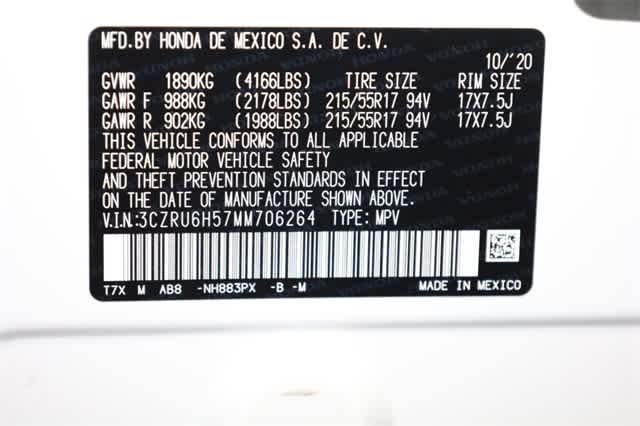 MFD.BY HONDA DE MEXICO S.A. DE C.V.
10/'20
GVWR 1890KG (4166LBS) TIRE SIZE RIM SIZE
GAWR F 988KG (2178LBS) 215/55R17 94V 17X7.5J
GAWR R 902KG (1988LBS) 215/55R17 94V 17X7.5J
THIS VEHICLE CONFORMS TO ALL APPLICABLE
FEDERAL MOTOR VEHICLE SAFETY
AND THEFT PREVENTION STANDARDS IN EFFECT
ON THE DATE OF MANUFACTURE SHOWN ABOVE.
V.I.N.:3CZRU6H57MM706264 TYPE: MPV
T7X M AB8 -NH883PX -B -M MADE IN MEXICO